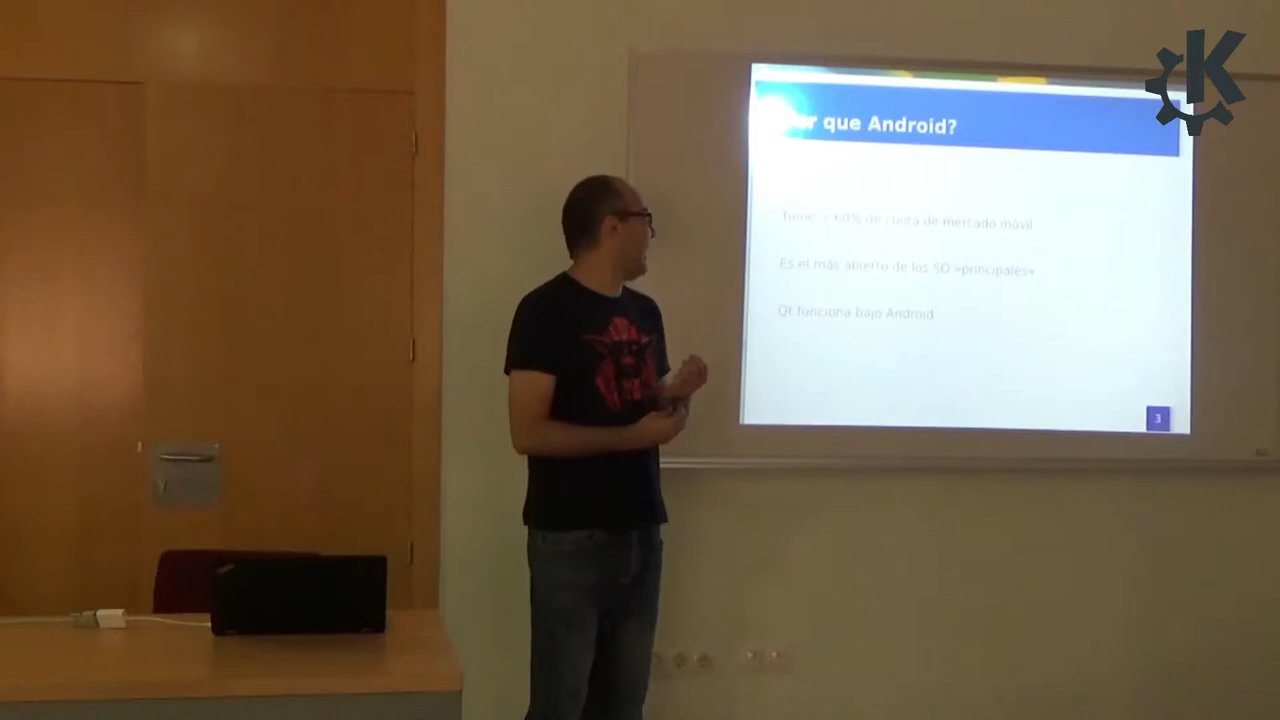 que Android?
Tiene > 60% de cuota de mercado móvil
Es el más abierto de los SO «principales»
Qt funciona bajo Android
3
K